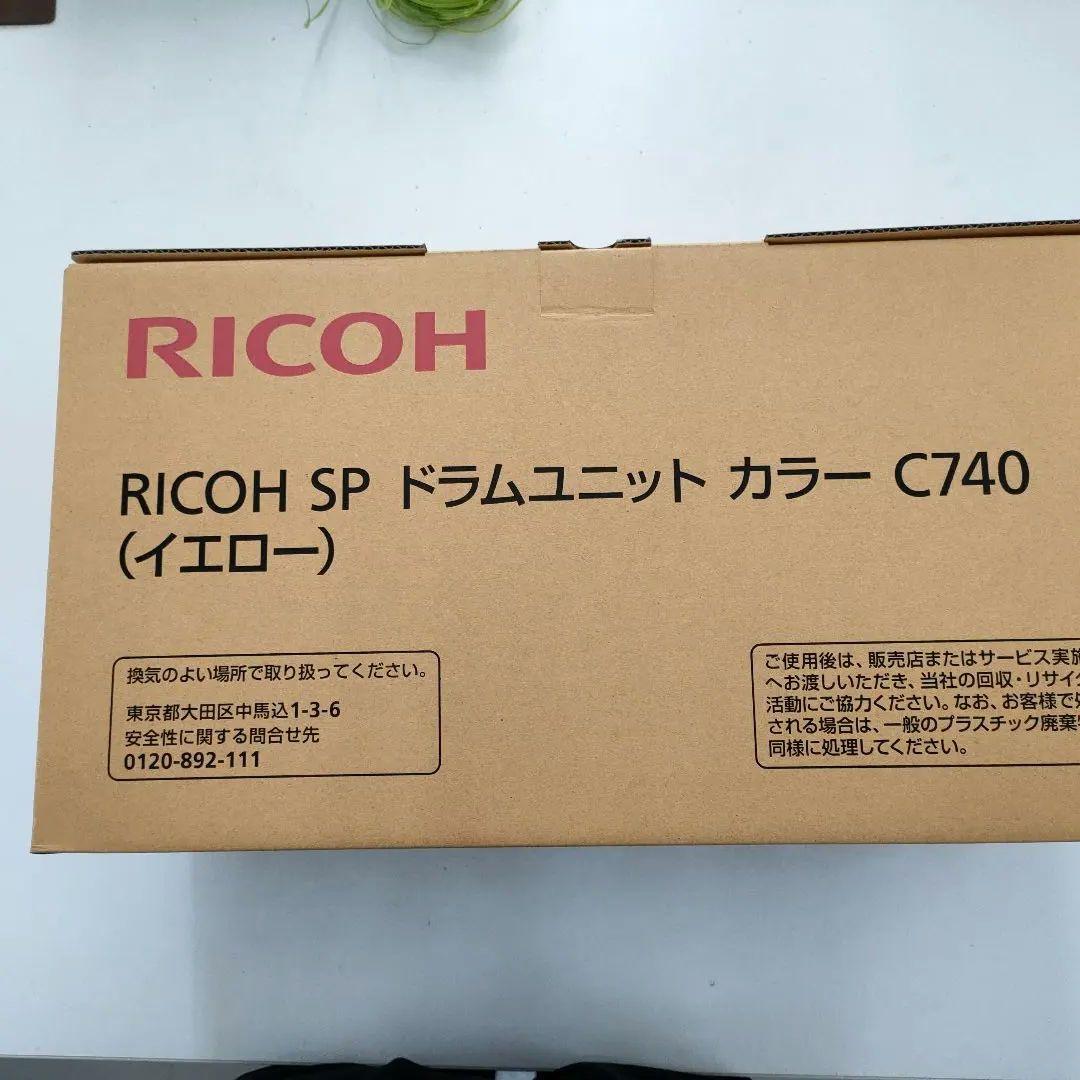 RICOH
RICOH SP ドラムユニット カラー C740
(イエロー)
換気のよい場所で取り扱ってください。
東京都大田区中馬込1-3-6
安全性に関する問合せ先
0120-892-111
ご使用後は、販売店またはサービス実施
へお渡しいただき、当社の回収・リサイク
活動にご協力ください。なお、お客様で処
される場合は、一般のプラスチック廃棄
同様に処理してください。